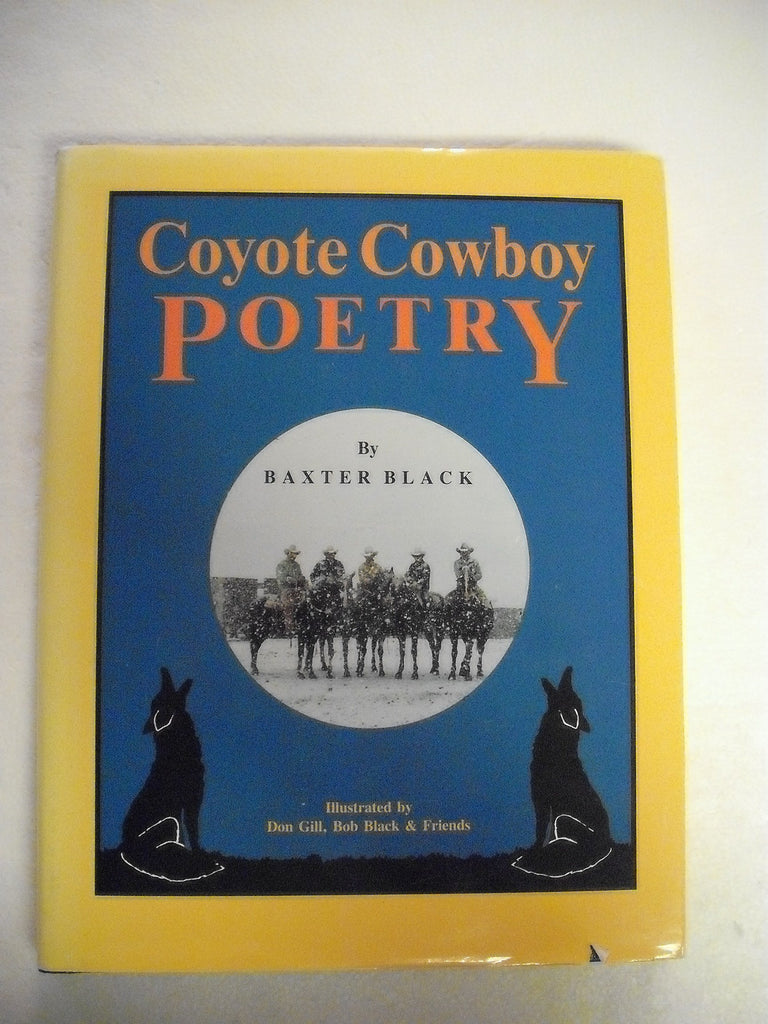 Coyote Cowboy
POETRY
By
BAXTER BLACK
Illustrated by
Don Gill, Bob Black & Friends